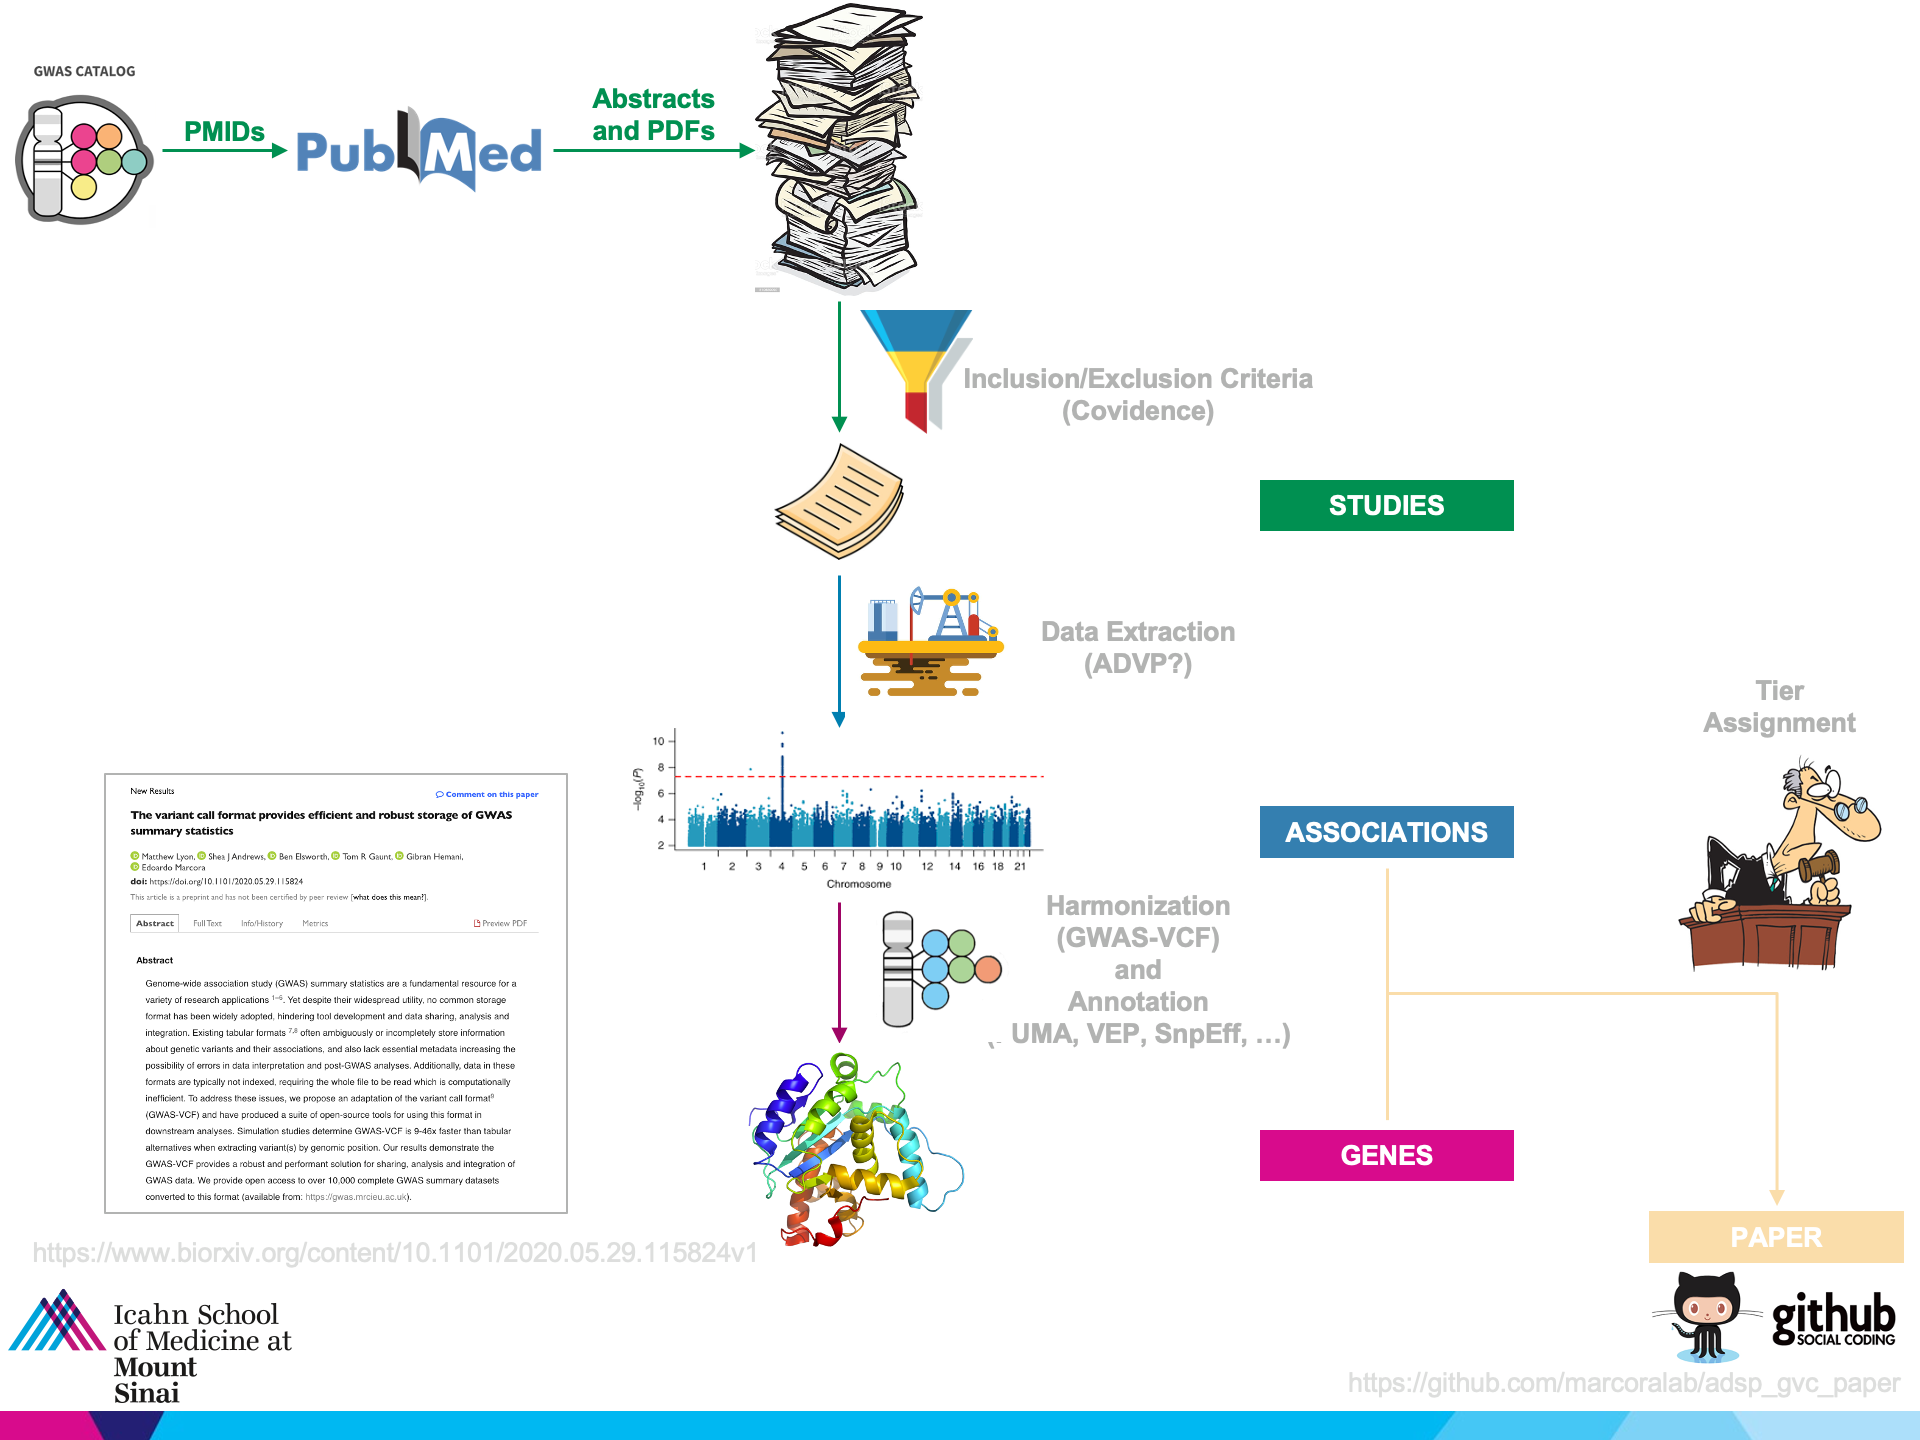 GWAS CATALOG
PMIDs
PubMed
Abstracts
and PDFs
Inclusion/Exclusion Criteria
(Covidence)
STUDIES
Data Extraction
(ADVP?)
Tier
Assignment
10
8
6
4
2
–log10(P)
1 2 3 4 5 6 7 8 9 10 12 14 16 18 21
Chromosome
ASSOCIATIONS
New Results
Comment on this paper
The variant call format provides efficient and robust storage of GWAS
summary statistics
Matthew Lyon, Shea J Andrews, Ben Elsworth, Tom R Gaunt, Gibran Hemani,
Edoardo Marcora
doi: https://doi.org/10.1101/2020.05.29.115824
This article is a preprint and has not been certified by peer review [what does this mean?].
Abstract Full Text Info/History Metrics Preview PDF
Abstract
Genome-wide association study (GWAS) summary statistics are a fundamental resource for a
variety of research applications 1–6. Yet despite their widespread utility, no common storage
format has been widely adopted, hindering tool development and data sharing, analysis and
integration. Existing tabular formats 7,8 often ambiguously or incompletely store information
about genetic variants and their associations, and also lack essential metadata increasing the
possibility of errors in data interpretation and post-GWAS analyses. Additionally, data in these
formats are typically not indexed, requiring the whole file to be read which is computationally
inefficient. To address these issues, we propose an adaptation of the variant call format9
(GWAS-VCF) and have produced a suite of open-source tools for using this format in
downstream analyses. Simulation studies determine GWAS-VCF is 9-46x faster than tabular
alternatives when extracting variant(s) by genomic position. Our results demonstrate the
GWAS-VCF provides a robust and performant solution for sharing, analysis and integration of
GWAS data. We provide open access to over 10,000 complete GWAS summary datasets
converted to this format (available from: https://gwas.mrcieu.ac.uk).
Harmonization
(GWAS-VCF)
and
Annotation
UMA, VEP, SnpEff, …)
GENES
PAPER
https://www.biorxiv.org/content/10.1101/2020.05.29.115824v1
Icahn School
of Medicine at
Mount
Sinai
github
SOCIAL CODING
https://github.com/marcoralab/adsp_gvc_paper